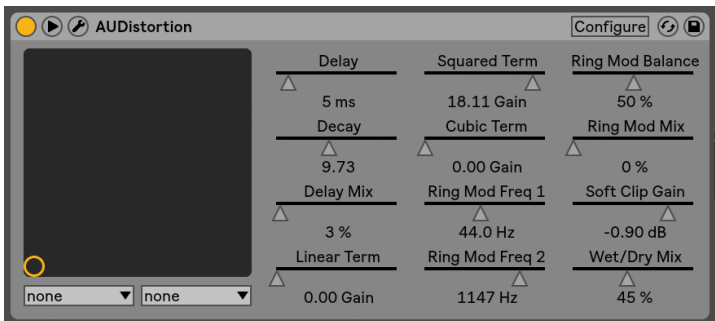 AUDistortion
Configure
Delay
5 ms
Decay
9.73
Delay Mix
3 %
Linear Term
0.00 Gain
Squared Term
18.11 Gain
Cubic Term
0.00 Gain
Ring Mod Freq 1
44.0 Hz
Ring Mod Freq 2
1147 Hz
Ring Mod Balance
50 %
Ring Mod Mix
0 %
Soft Clip Gain
-0.90 dB
Wet/Dry Mix
45 %
none
none